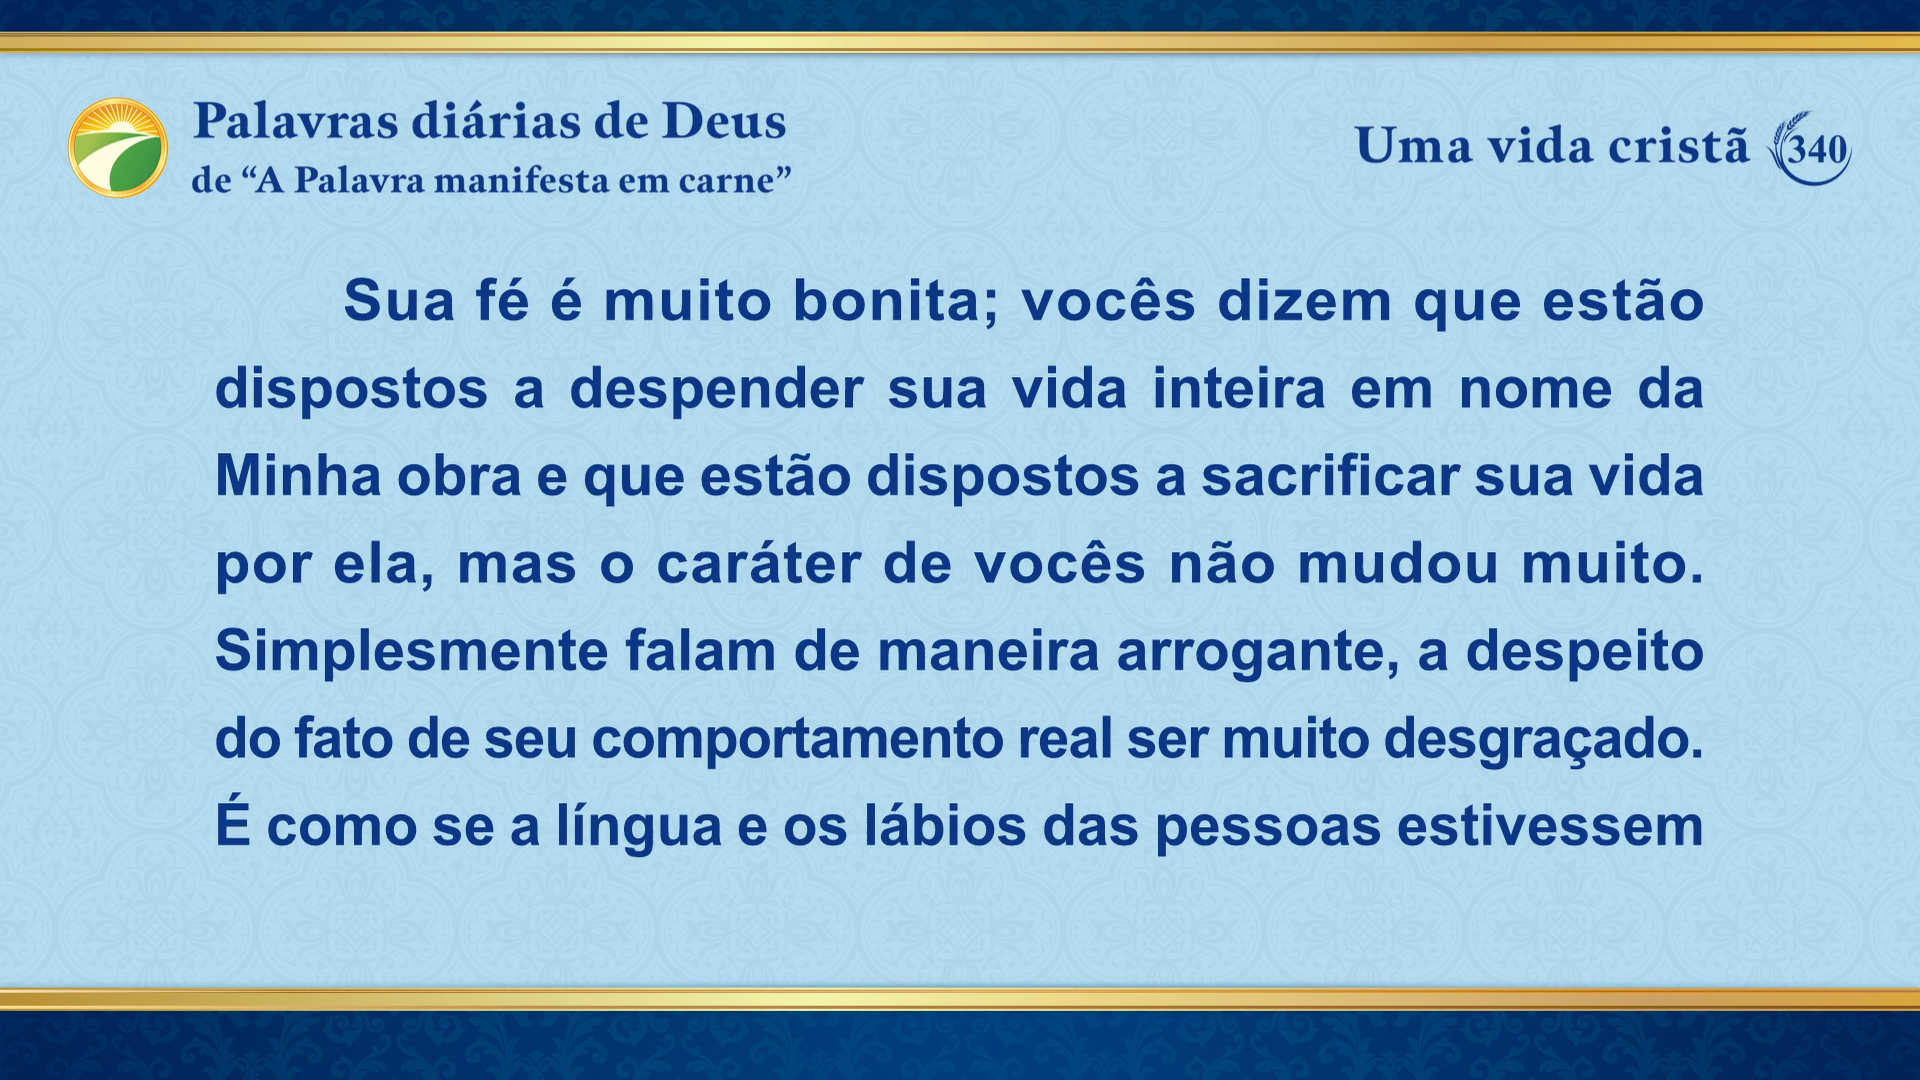 Palavras diárias de Deus
de “A Palavra manifesta em carne”
Uma vida cristã 340
Sua fé é muito bonita; vocês dizem que estão
dispostos a despender sua vida inteira em nome da
Minha obra e que estão dispostos a sacrificar sua vida
por ela, mas o caráter de vocês não mudou muito.
Simplesmente falam de maneira arrogante, a despeito
do fato de seu comportamento real ser muito desgraçado.
É como se a língua e os lábios das pessoas estivessem